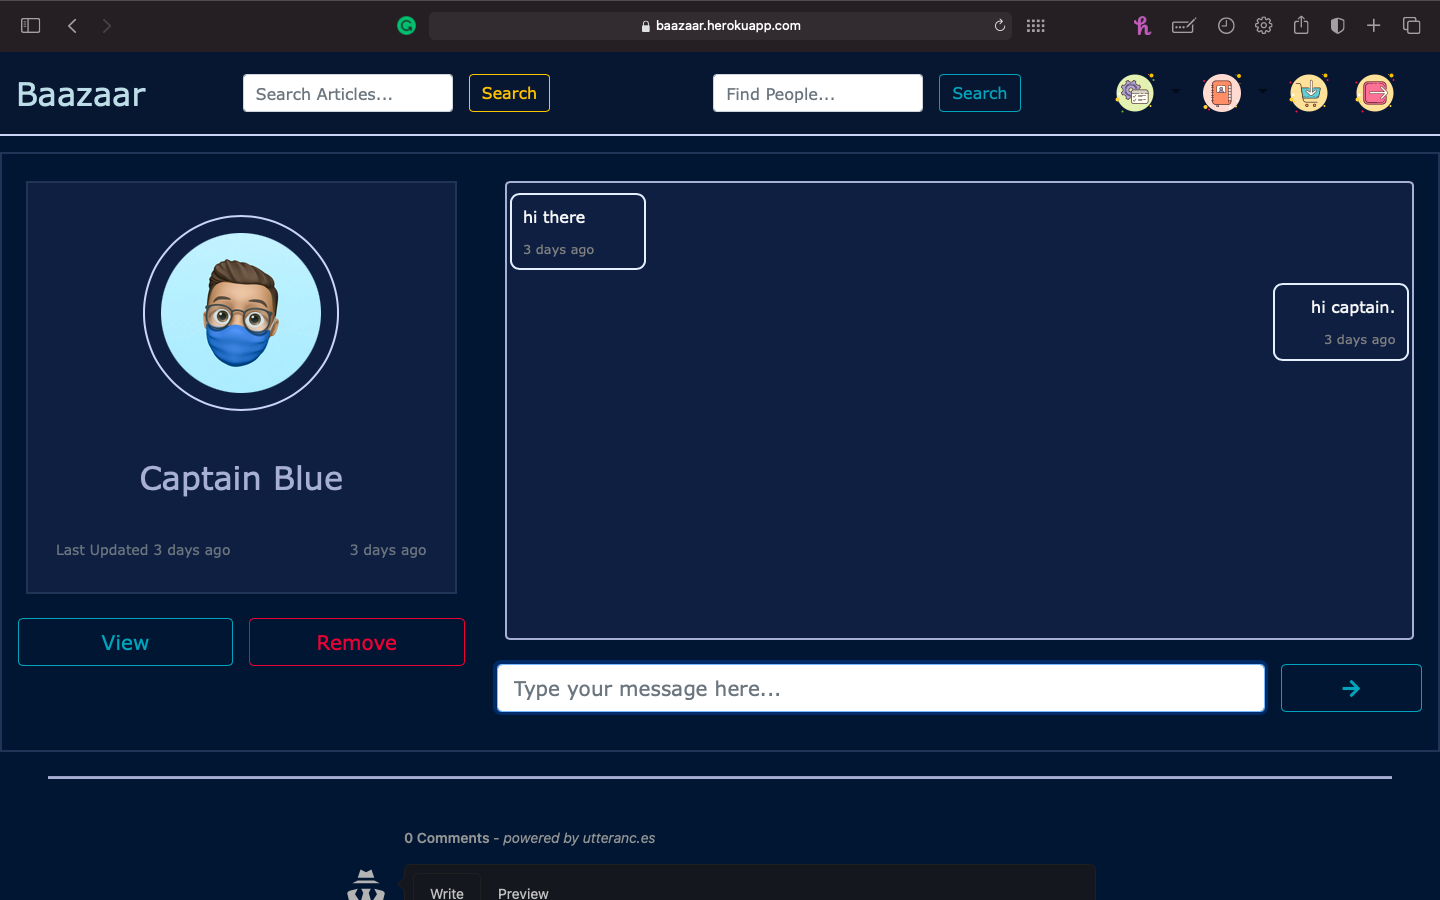 baazaar.herokuapp.com
Baazaar
Search Articles...
Search
Find People...
Search
hi there
3 days ago
hi captain.
3 days ago
Captain Blue
Last Updated 3 days ago
3 days ago
View
Remove
Type your message here...
0 Comments - powered by utteranc.es
Write
Preview